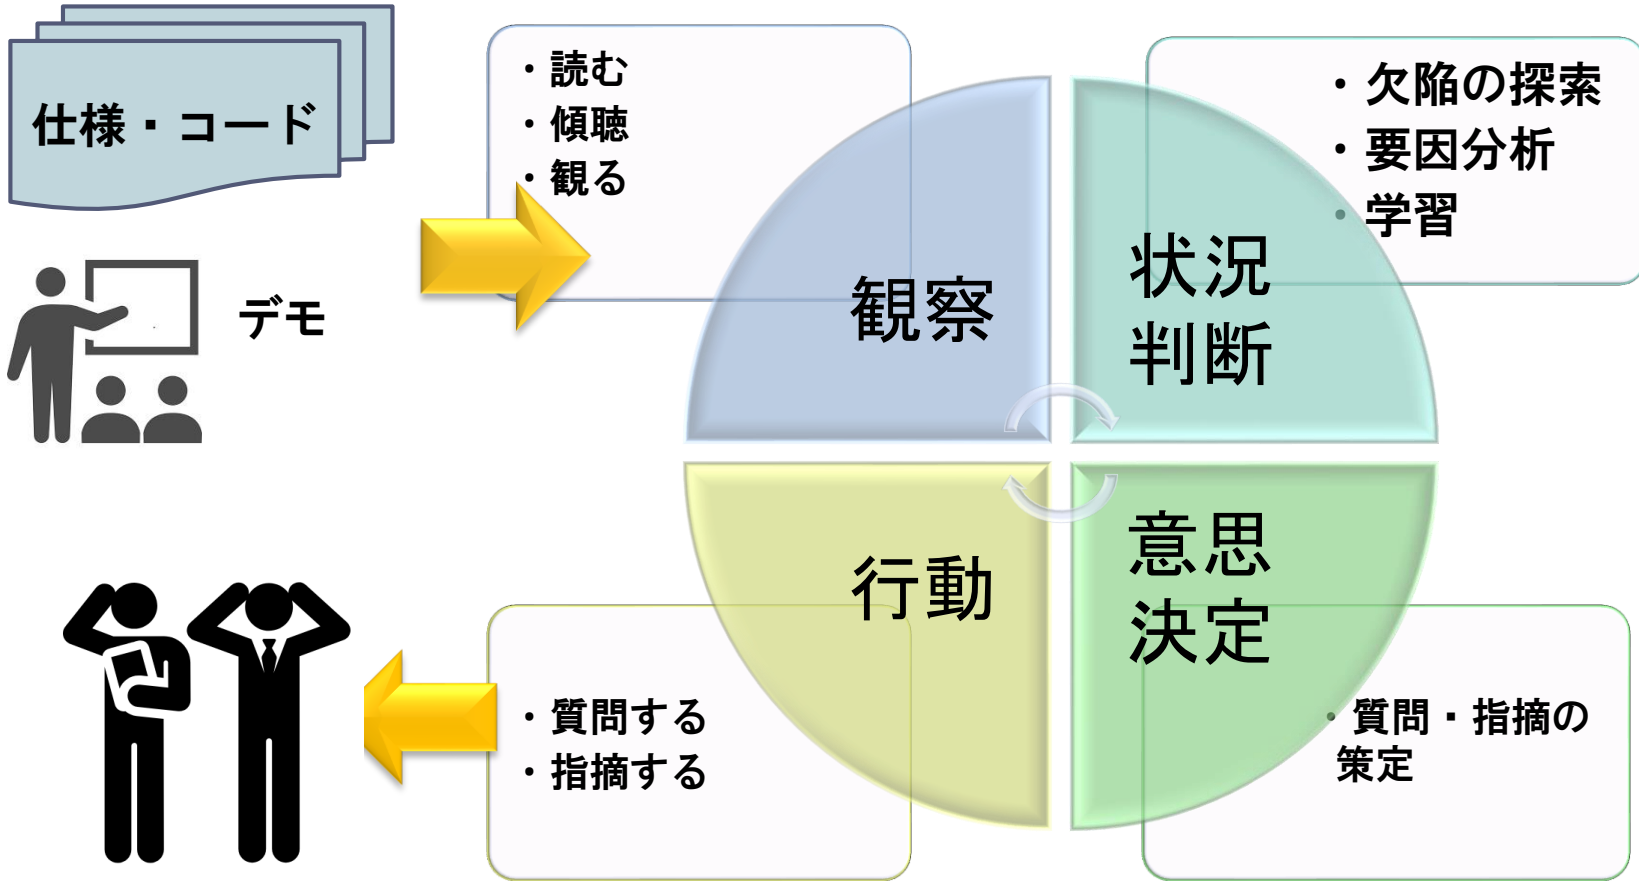 仕様・コード
デモ
・読む
・傾聴
・観る
観察
・欠陥の探索
・要因分析
・学習
状況
判断
行動
・質問する
・指摘する
意思
決定
・質問・指摘の
策定